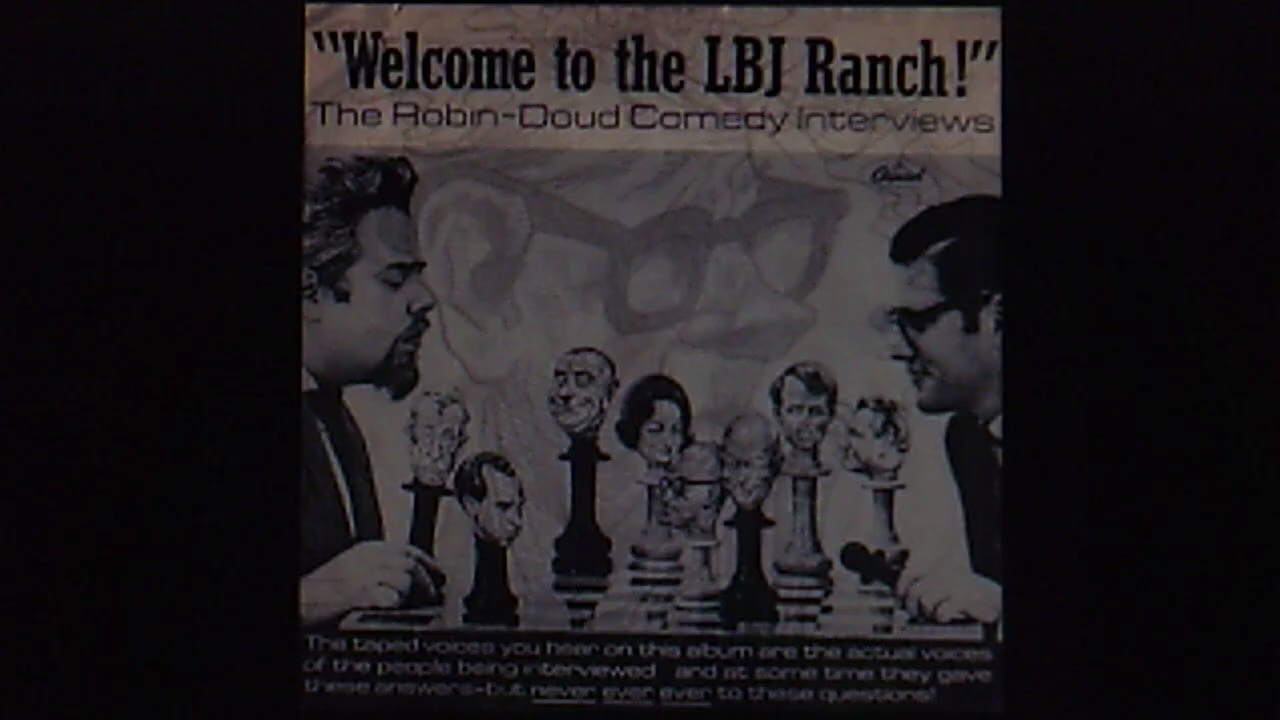 "Welcome to the LBJ Ranch!"
The Robin-Doud Comedy Interviews
Capitol
The taped voices you hear on this album are the actual voices
of the people being interviewed and at some time they gave
these answers-but never ever ever to these questions!